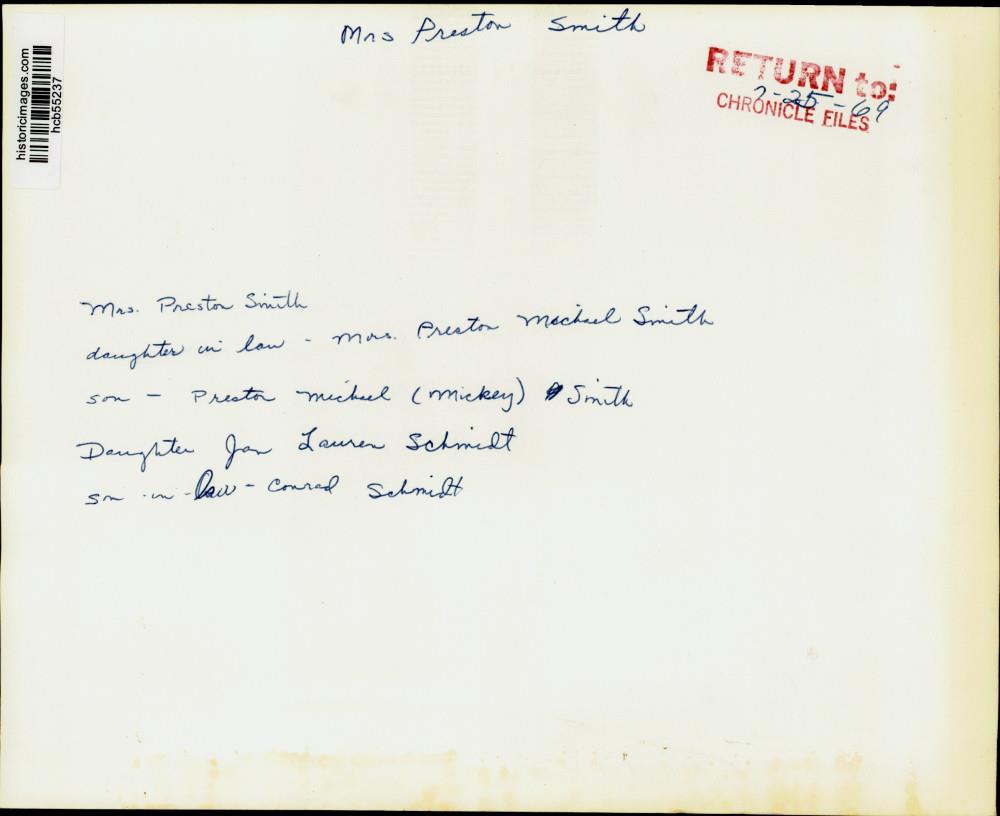 Mrs Preston Smith
historicimages.com
hcb55237
RETURN to:
2-25-69
CHRONICLE FILES
Mrs. Preston Smith
daughter in law - Mrs. Preston Michael Smith
son - Preston Michael (Mickey) Smith
Daughter Jan Lauren Schmidt
son-in-law - Conrad Schmidt